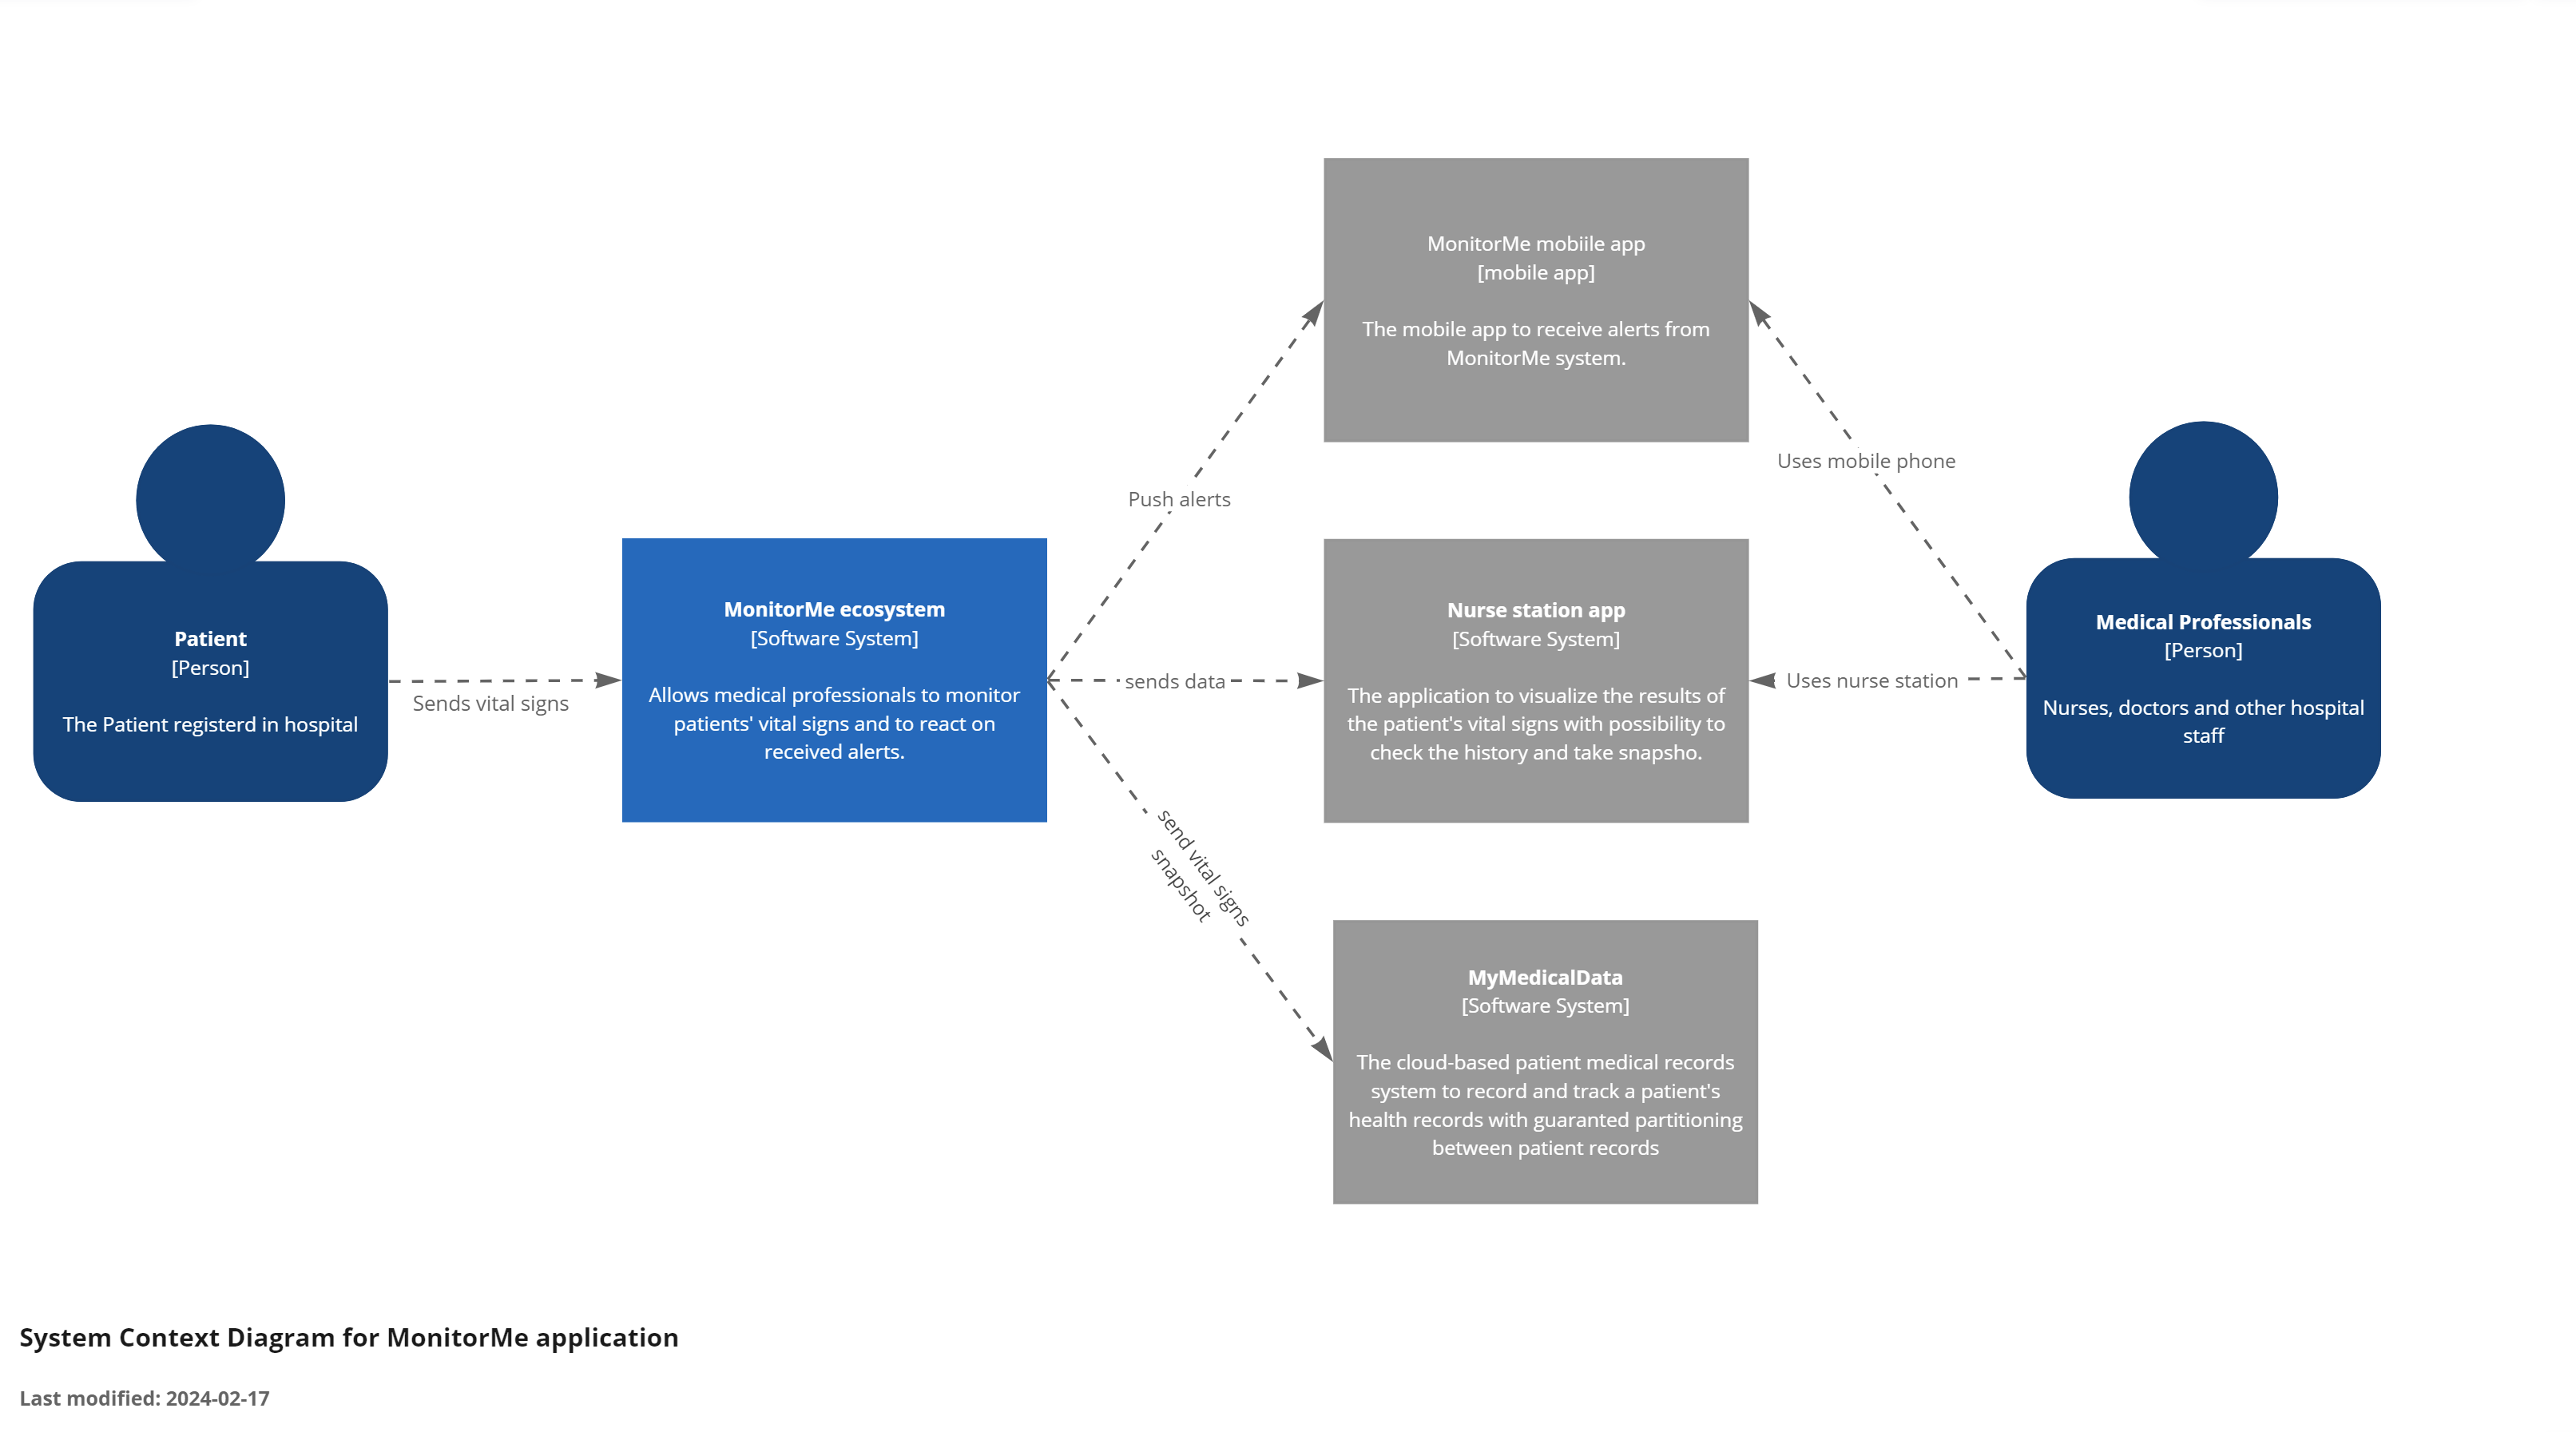 MonitorMe mobiile app
[mobile app]
The mobile app to receive alerts from
MonitorMe system.
Uses mobile phone
Push alerts
Patient
[Person]
The Patient registerd in hospital
Sends vital signs
MonitorMe ecosystem
[Software System]
Allows medical professionals to monitor
patients' vital signs and to react on
received alerts.
sends data
Nurse station app
[Software System]
The application to visualize the results of
the patient's vital signs with possibility to
check the history and take snapsho.
Uses nurse station
Medical Professionals
[Person]
Nurses, doctors and other hospital
staff
send vital signs
snapshot
MyMedicalData
[Software System]
The cloud-based patient medical records
system to record and track a patient's
health records with guaranted partitioning
between patient records
System Context Diagram for MonitorMe application
Last modified: 2024-02-17